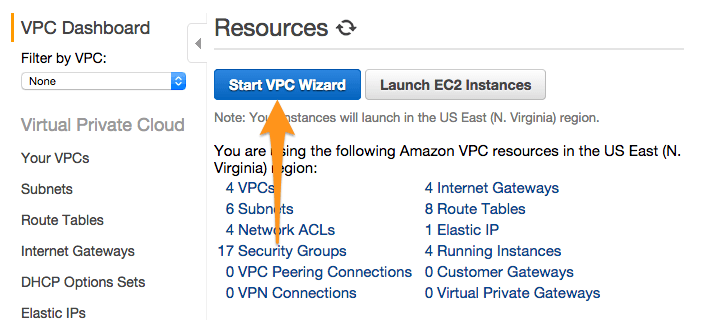 VPC Dashboard
Filter by VPC:
None
Virtual Private Cloud
Your VPCs
Subnets
Route Tables
Internet Gateways
DHCP Options Sets
Elastic IPs
Resources
Start VPC Wizard
Launch EC2 Instances
Note: Your instances will launch in the US East (N. Virginia) region.
You are using the following Amazon VPC resources in the US East (N.
Virginia) region:
4 VPCs
4 Internet Gateways
6 Subnets
8 Route Tables
4 Network ACLs
1 Elastic IP
17 Security Groups
4 Running Instances
0 VPC Peering Connections
0 Customer Gateways
0 VPN Connections
0 Virtual Private Gateways